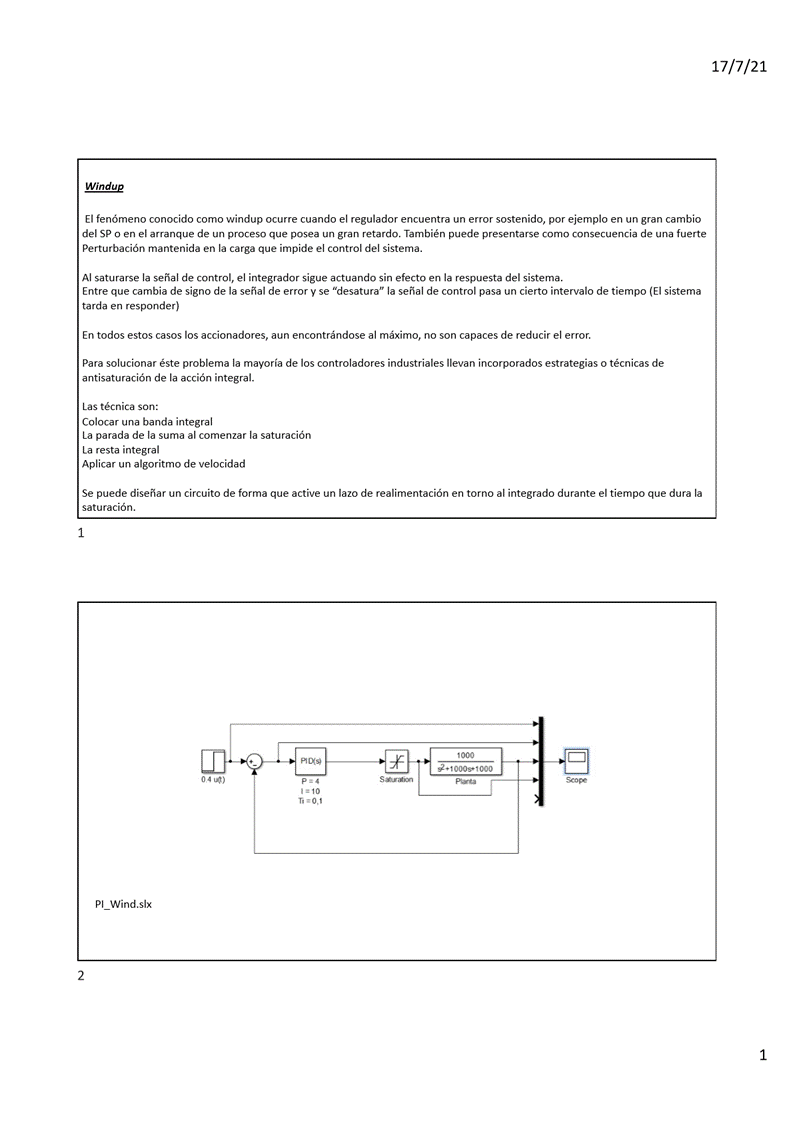 17/7/21
Windup
El fenómeno conocido como windup ocurre cuando el regulador encuentra un error sostenido, por ejemplo en un gran cambio
del SP o en el arranque de un proceso que posea un gran retardo. También puede presentarse como consecuencia de una fuerte
Perturbación mantenida en la carga que impide el control del sistema.
Al saturarse la señal de control, el integrador sigue actuando sin efecto en la respuesta del sistema.
Entre que cambia de signo de la señal de error y se “desatura” la señal de control pasa un cierto intervalo de tiempo (El sistema
tarda en responder)
En todos estos casos los accionadores, aun encontrándose al máximo, no son capaces de reducir el error.
Para solucionar éste problema la mayoría de los controladores industriales llevan incorporados estrategias o técnicas de
antisaturación de la acción integral.
Las técnica son:
Colocar una banda integral
La parada de la suma al comenzar la saturación
La resta integral
Aplicar un algoritmo de velocidad
Se puede diseñar un circuito de forma que active un lazo de realimentación en torno al integrado durante el tiempo que dura la
saturación.
1
0.4 u(t)
PID(s)
P = 4
I = 10
Ti = 0,1
Saturation
1000
s²+1000s+1000
Planta
Scope
PI_Wind.slx
2
1